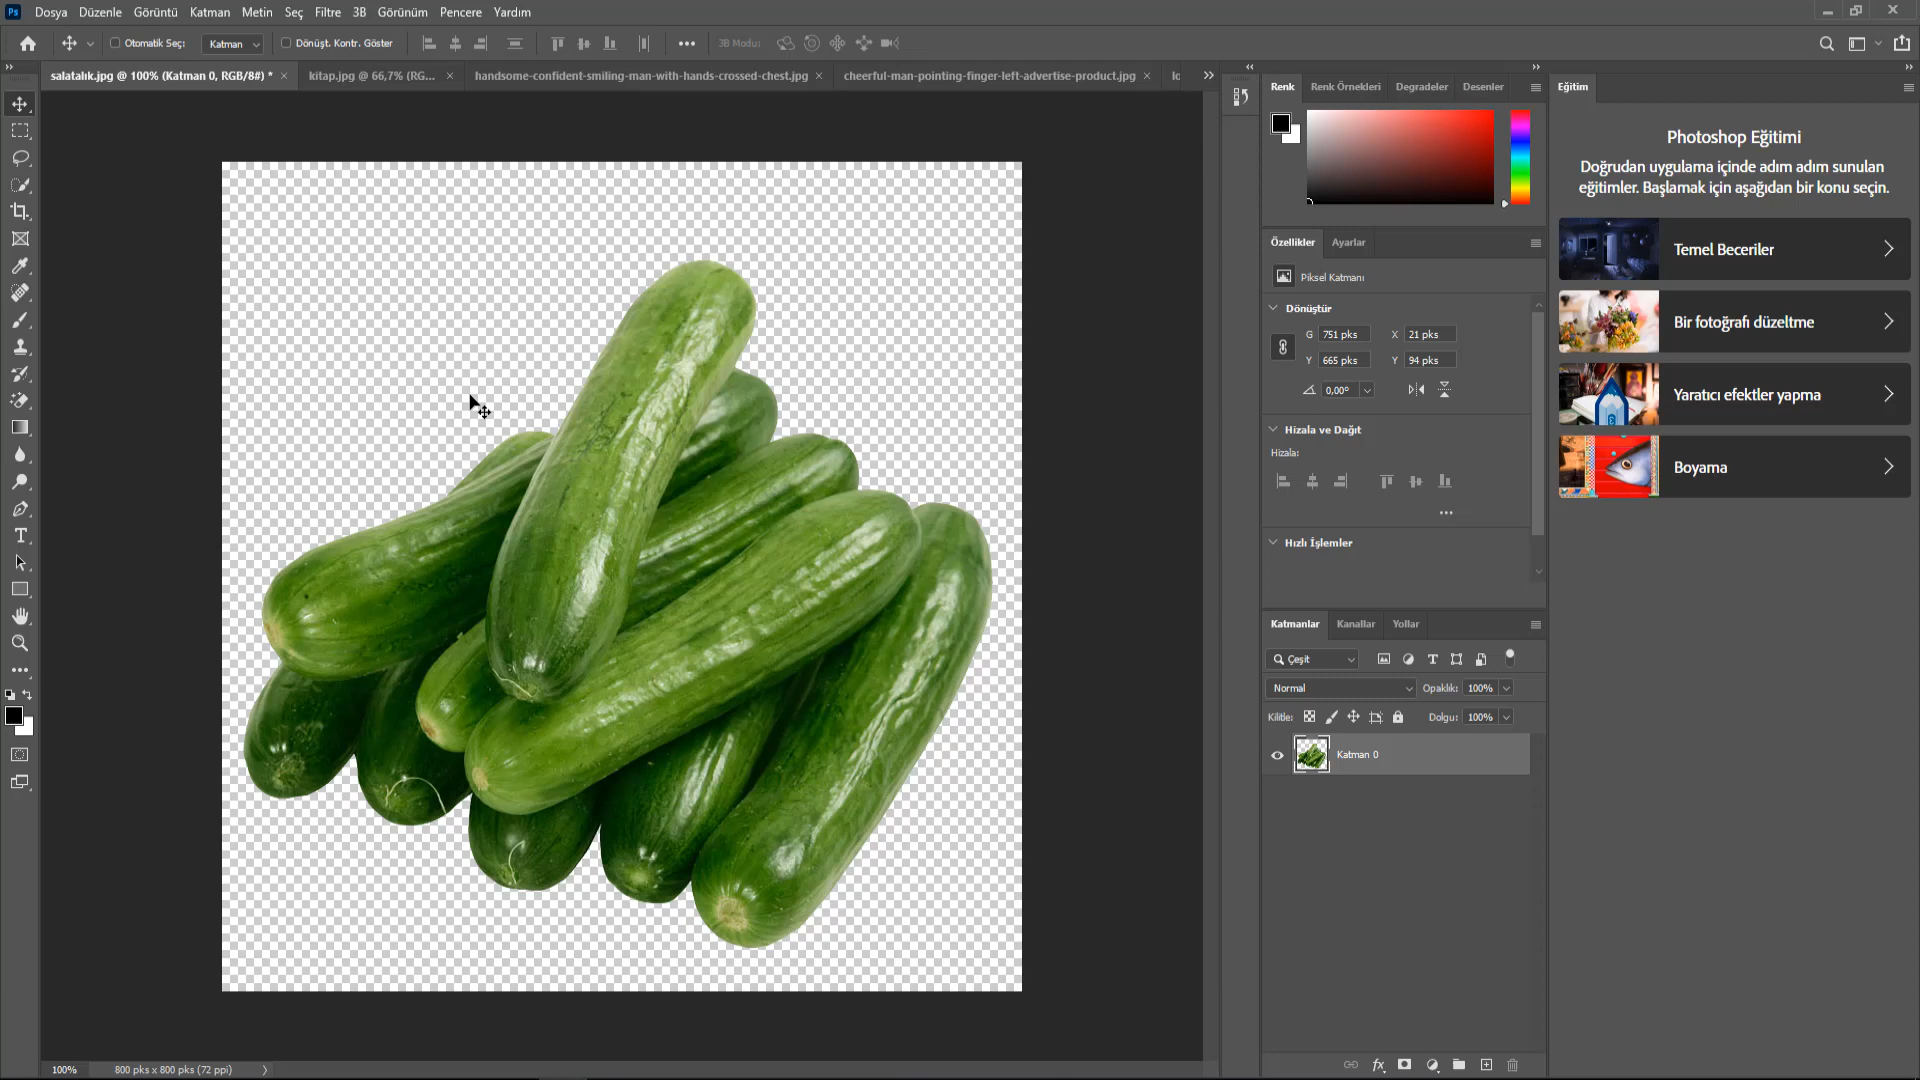 Ps Dosya Düzenle Görüntü Katman Metin Seç Filtre 3B Görünüm Pencere Yardım
Otomatik Seç: Katman Dönüşt. Kontr. Göster 3B Modu:
salatalık.jpg @ 100% (Katman 0, RGB/8#) * kitap.jpg @ 66,7% (RG... handsome-confident-smiling-man-with-hands-crossed-chest.jpg cheerful-man-pointing-finger-left-advertise-product.jpg
Renk Renk Örnekleri Degradeler Desenler
Eğitim
Photoshop Eğitimi
Doğrudan uygulama içinde adım adım sunulan
eğitimler. Başlamak için aşağıdan bir konu seçin.
Temel Beceriler
Bir fotoğrafı düzeltme
Yaratıcı efektler yapma
Boyama
Özellikler Ayarlar
Piksel Katmanı
Dönüştür
G 751 pks X 21 pks
Y 665 pks Y 94 pks
0,00°
Hizala ve Dağıt
Hizala:
Hızlı İşlemler
Katmanlar Kanallar Yollar
Çeşit
Normal Opaklık: 100%
Kilitle: Dolgu: 100%
Katman 0
100% 800 pks x 800 pks (72 ppi)